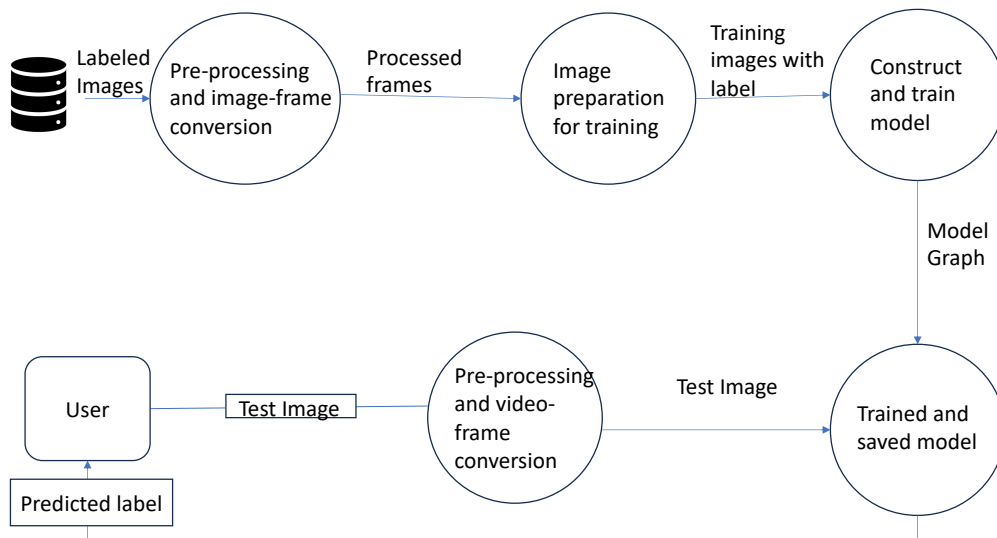 Labeled
Images
Pre-processing
and image-frame
conversion
Processed
frames
Image
preparation
for training
Training
images with
label
Construct
and train
model
Model
Graph
User
Test Image
Pre-processing
and video-
frame
conversion
Test Image
Trained and
saved model
Predicted label